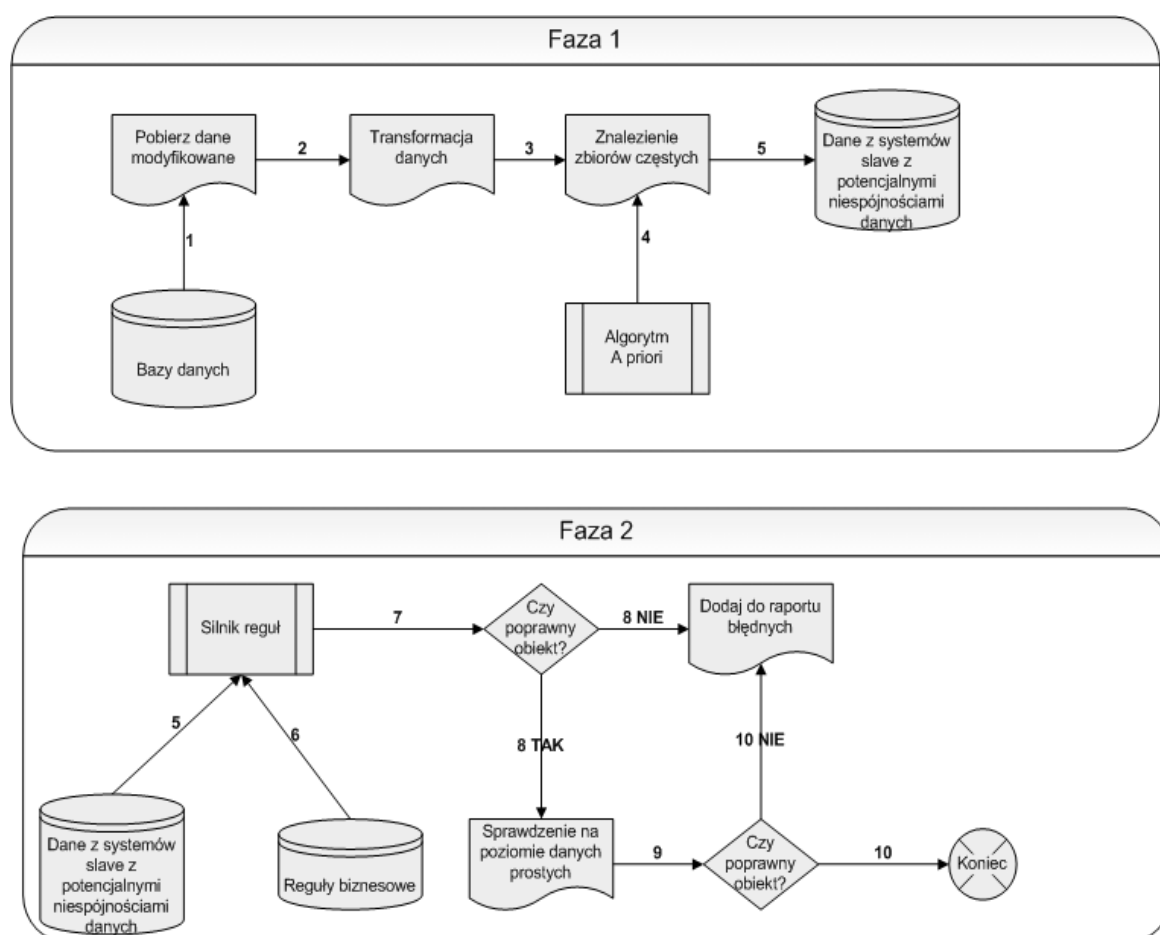 Faza 1
Pobierz dane
modyfikowane
2
Transformacja
danych
3
Znalezienie
zbiorów częstych
5
Dane z systemów
slave z
potencjalnymi
niespójnościami
danych
1
4
Bazy danych
Algorytm
A priori
Faza 2
Silnik reguł
7
Czy
poprawny
obiekt?
8 NIE
Dodaj do raportu
błędnych
5
6
8 TAK
10 NIE
Dane z systemów
slave z
potencjalnymi
niespójnościami
danych
Reguły biznesowe
Sprawdzenie na
poziomie danych
prostych
9
Czy
poprawny
obiekt?
10
Koniec